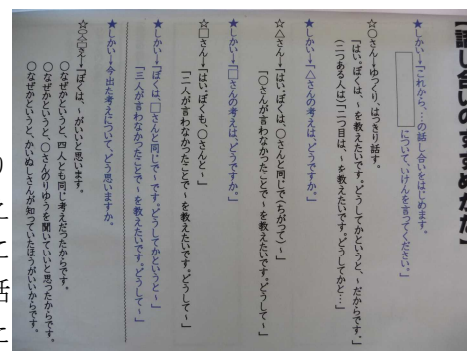 【話し合いのすすめかた】
★しかい→「これから、…の話し合いをはじめます。
について、いけんを言ってください。」
☆○さん→ゆっくり、はっきり話す。
「はい。ぼくは、~を教えたいです。どうしてかというと、~だからです。」
(二つある人は)「二つ目は、~を教えたいです。どうしてかと…」
★しかい→「△さんの考えは、どうですか。」
☆△さん→「はい、ぼくは、○さんと同じで(ちがって)~」
「○さんが言わなかったことで~を教えたいです。どうして~」
★しかい→「□さんの考えは、どうですか。」
☆□さん→「はい、ぼくも、○さんと~」
「二人が言わなかったことで~を教えたいです。どうして~」
★しかい→「ぼくは、□さんと同じで~です。どうしてかというと~」
「三人が言わなかったことで~を教えたいです。どうして~」
★しかい→今出た考えについて、どう思いますか。
☆○△□さん→「ぼくは、~がいいと思います。
○なぜかというと、四人とも同じ考えだったからです。
○なぜかというと、○さんのりゆうを聞いていいと思ったからです。
○なぜかというと、かいぬしさんが知っていたほうがいいからです。